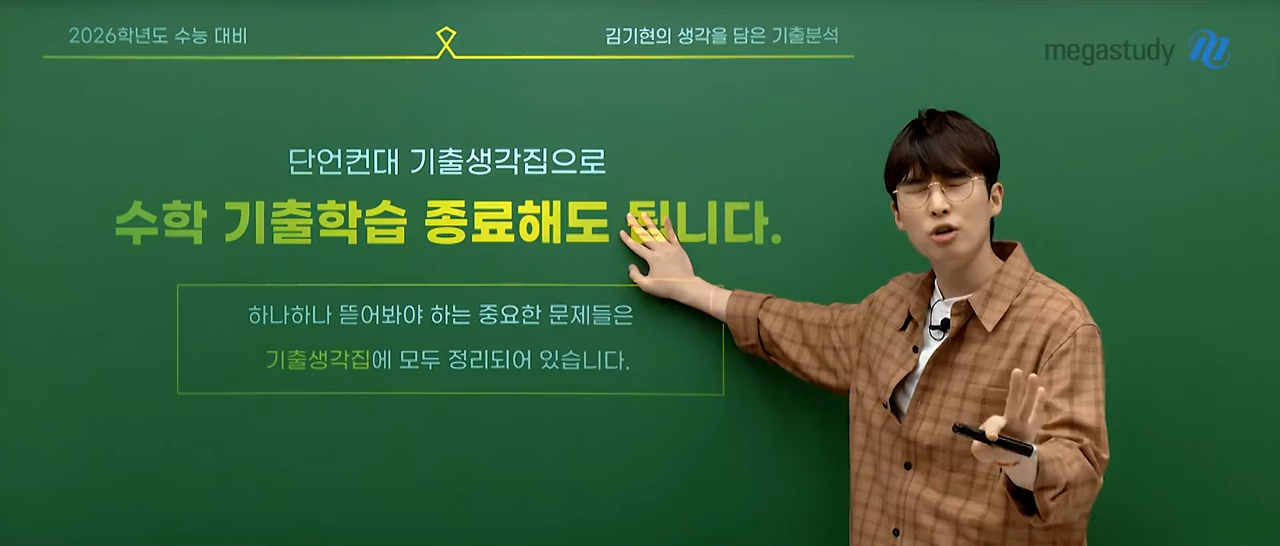 2026학년도 수능 대비
김기현의 생각을 담은 기출분석
megastudy
단언컨대 기출생각집으로
수학 기출학습 종료해도 됩니다.
하나하나 뜯어봐야 하는 중요한 문제들은
기출생각집에 모두 정리되어 있습니다.